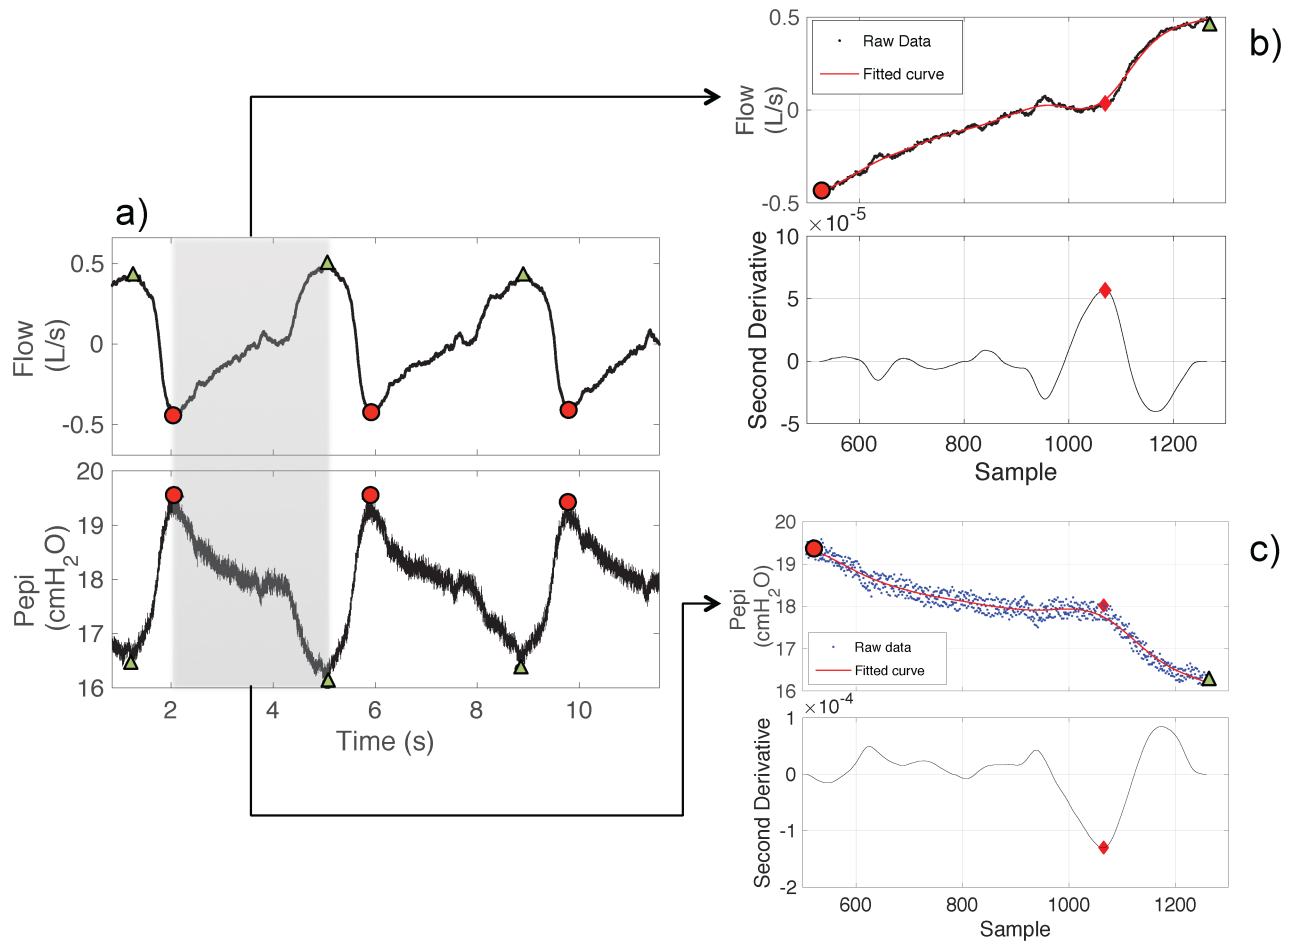 a)
0.5
0
-0.5
Flow
(L/s)
20
19
18
17
16
Pepi
(cmH2O)
2
4
6
8
10
Time (s)
b)
0.5
0
-0.5
Flow
(L/s)
Raw Data
Fitted curve
×10-5
10
5
0
-5
Second Derivative
600
800
1000
1200
Sample
c)
20
19
18
17
16
Pepi
(cmH2O)
Raw data
Fitted curve
×10-4
1
0
-1
-2
Second Derivative
600
800
1000
1200
Sample